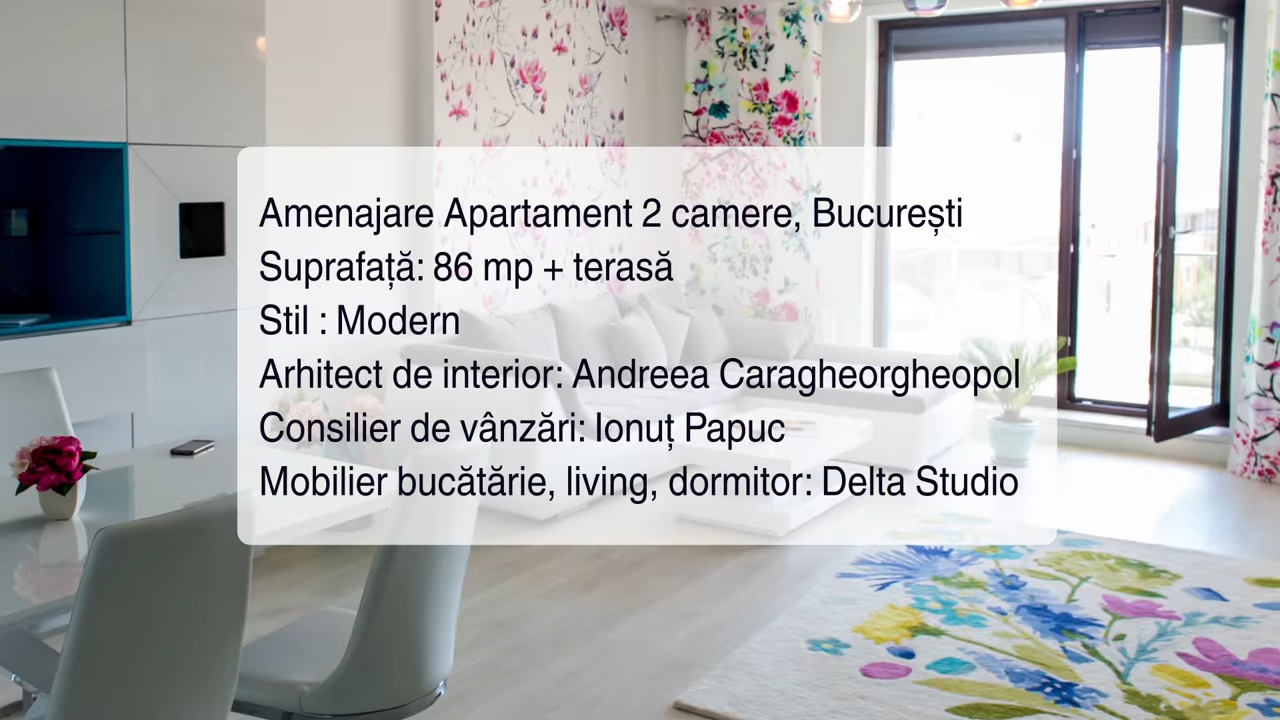 Amenajare Apartament 2 camere, București
Suprafață: 86 mp + terasă
Stil : Modern
Arhitect de interior: Andreea Caragheorgheopol
Consilier de vânzări: Ionuț Papuc
Mobilier bucătărie, living, dormitor: Delta Studio